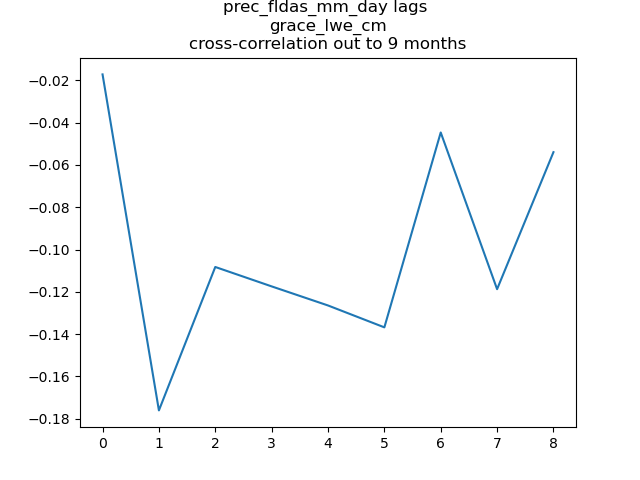 prec_fldas_mm_day lags
grace_lwe_cm
cross-correlation out to 9 months
−0.02
−0.04
−0.06
−0.08
−0.10
−0.12
−0.14
−0.16
−0.18
0 1 2 3 4 5 6 7 8